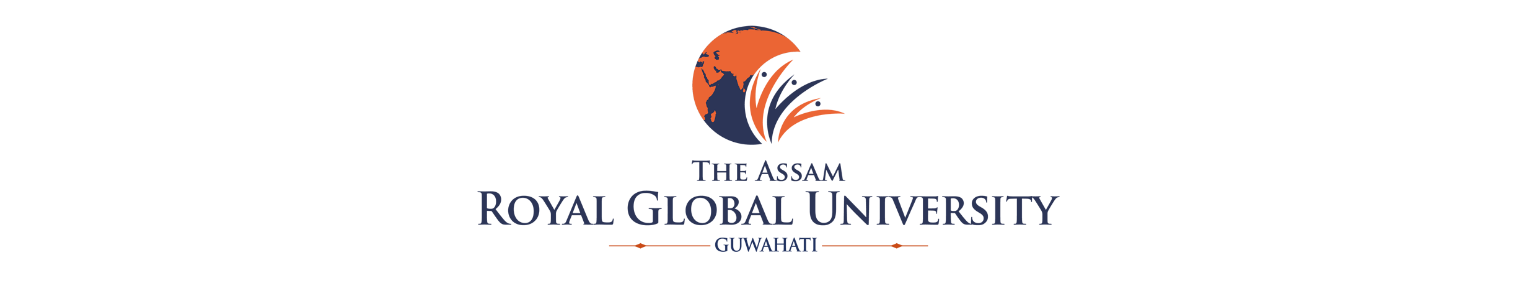 THE ASSAM
ROYAL GLOBAL UNIVERSITY
GUWAHATI